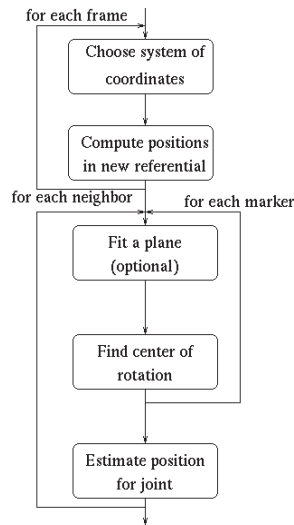 for each frame
Choose system of
coordinates
Compute positions
in new referential
for each neighbor
for each marker
Fit a plane
(optional)
Find center of
rotation
Estimate position
for joint